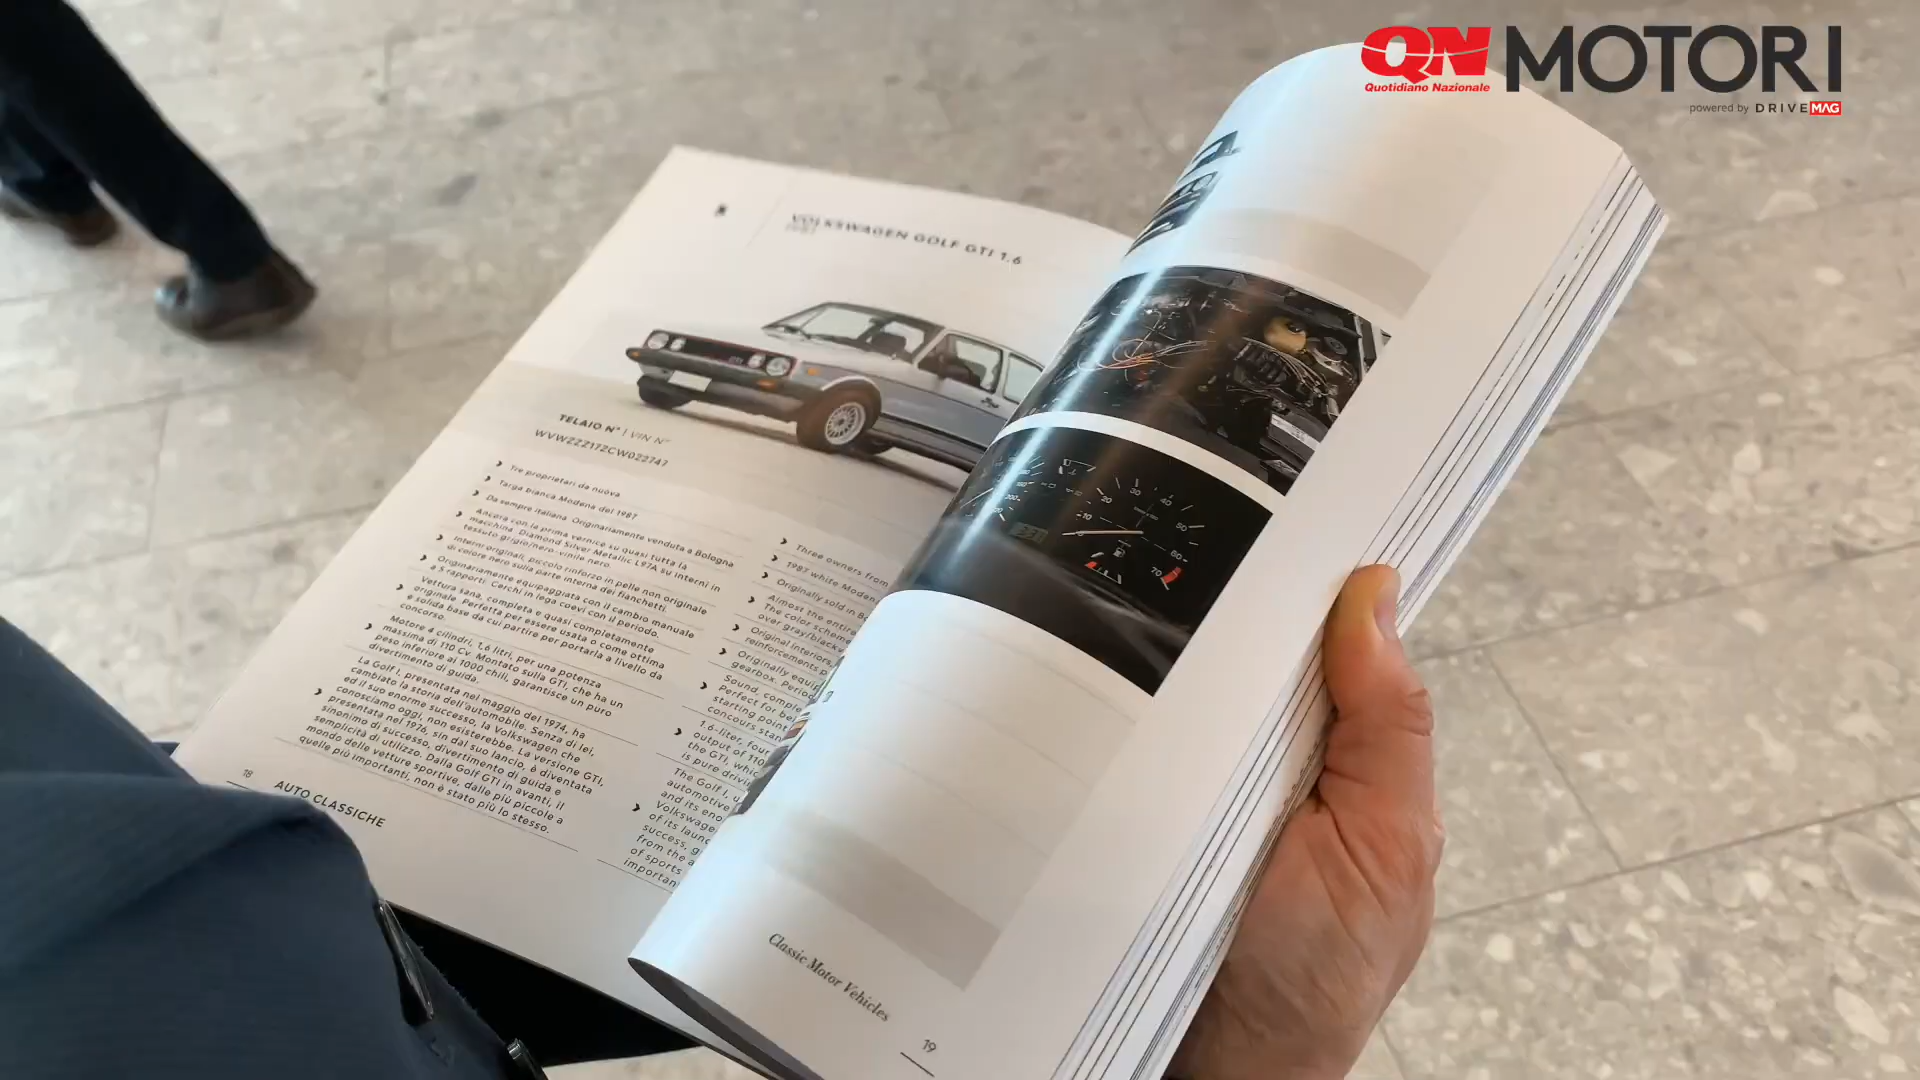 QN MOTORI
Quotidiano Nazionale
powered by DRIVEMAG
VOLKSWAGEN GOLF GTI 1.6
TELAIO N° | VIN N°
WVWZZZ17ZCW022747
Tre proprietari da nuova
Targa bianca Modena del 1987
Da sempre italiana. Originariamente venduta a Bologna
Ancora con la prima vernice su quasi tutta la
macchina. Diamond Silver Metallic L97A su interni in
tessuto grigio/nero-vinile nero.
Interni originali, piccolo rinforzo in pelle non originale
di colore nero sulla parte interna dei fianchetti.
Originariamente equipaggiata con il cambio manuale
a 5 rapporti. Cerchi in lega coevi con il periodo.
Vettura sana, completa e quasi completamente
originale. Perfetta per essere usata o come ottima
e solida base da cui partire per portarla a livello da
concorso.
Motore 4 cilindri, 1,6 litri, per una potenza
massima di 110 Cv. Montato sulla GTI, che ha un
peso inferiore ai 1000 chili, garantisce un puro
divertimento di guida.
La Golf I, presentata nel maggio del 1974, ha
cambiato la storia dell'automobile. Senza di lei,
ed il suo enorme successo, la Volkswagen che
conosciamo oggi, non esisterebbe. La versione GTI,
presentata nel 1976, sin dal suo lancio, è diventata
sinonimo di successo, divertimento di guida e
semplicità di utilizzo. Dalla Golf GTI in avanti, il
mondo delle vetture sportive, dalle più piccole a
quelle più importanti, non è stato più lo stesso.
18
AUTO CLASSICHE
Three owners from
1987 white Moden
Originally sold in Bo
Almost the entire
The color scheme
over gray/black-v
Original interiors,
reinforcements
Originally equip
gearbox. Period
Sound, comple
Perfect for be
starting point
concours stan
1.6-liter, four
output of 110
the GTI, whic
is pure drivi
The Golf I, u
automotive
and its eno
Volkswage
of its launc
success, g
from the a
of sports
importan
10
20
30
40
50
60
70
Classic Motor Vehicles
19